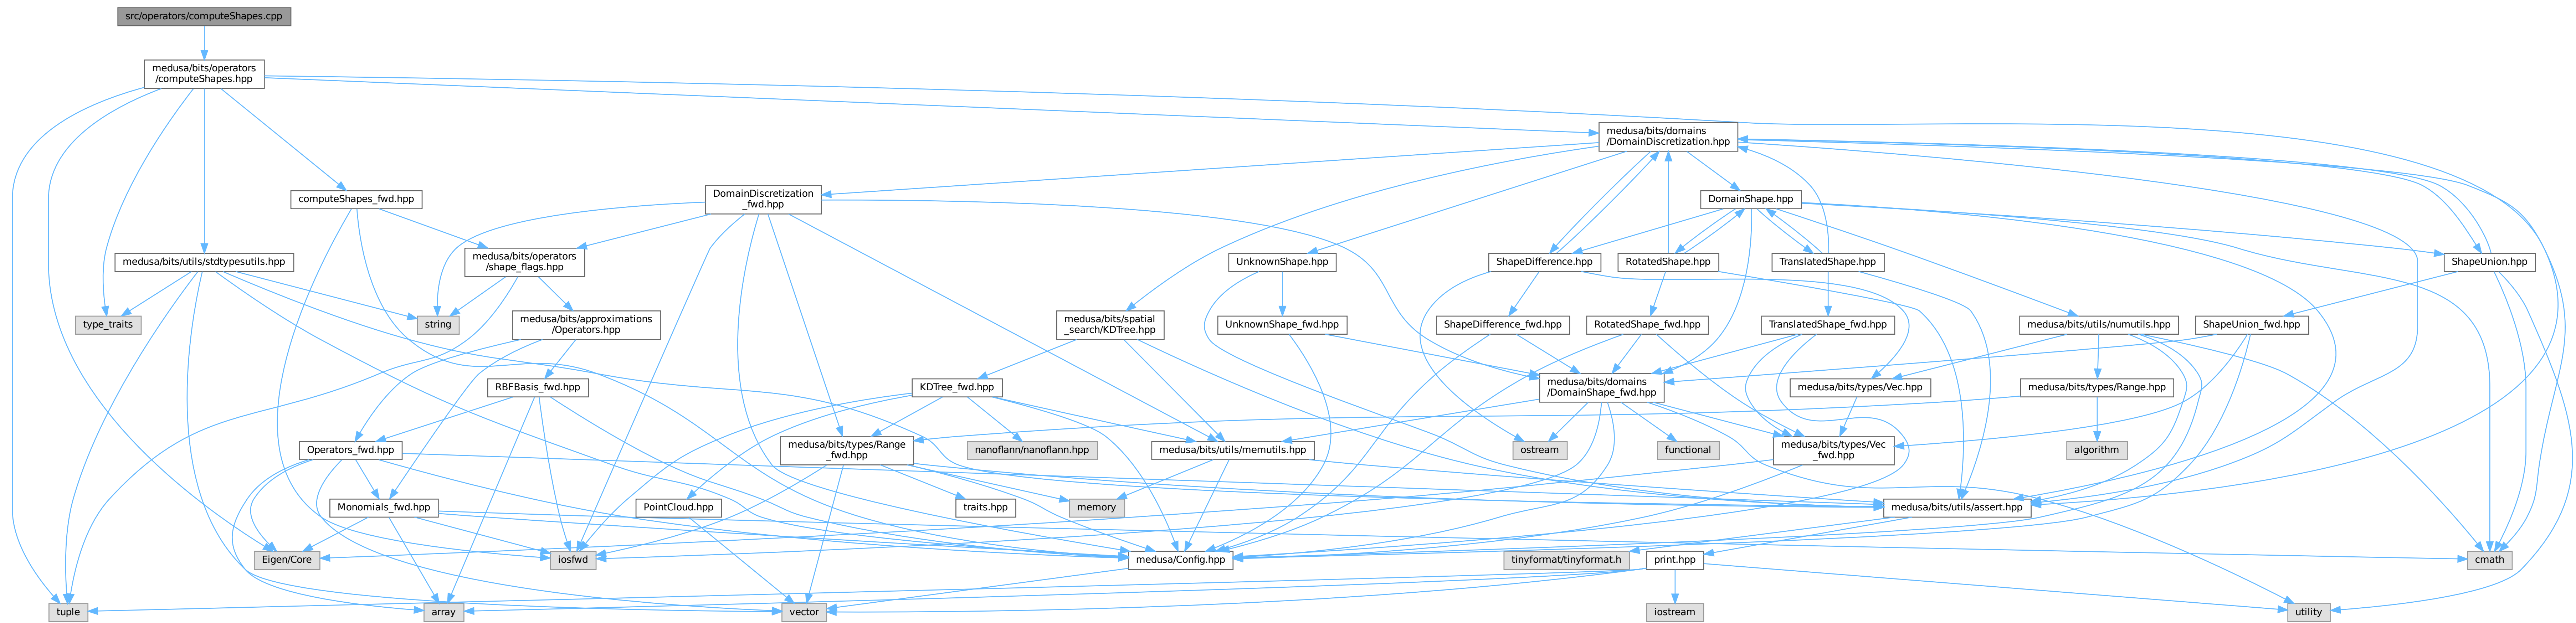 src/operators/computeShapes.cpp
medusa/bits/operators
/computeShapes.hpp
medusa/bits/domains
/DomainDiscretization.hpp
computeShapes_fwd.hpp
DomainDiscretization
_fwd.hpp
DomainShape.hpp
medusa/bits/utils/stdtypesutils.hpp
medusa/bits/operators
/shape_flags.hpp
UnknownShape.hpp
ShapeDifference.hpp
RotatedShape.hpp
TranslatedShape.hpp
ShapeUnion.hpp
type_traits
string
medusa/bits/approximations
/Operators.hpp
medusa/bits/spatial
_search/KDTree.hpp
UnknownShape_fwd.hpp
ShapeDifference_fwd.hpp
RotatedShape_fwd.hpp
TranslatedShape_fwd.hpp
medusa/bits/utils/numutils.hpp
ShapeUnion_fwd.hpp
RBFBasis_fwd.hpp
KDTree_fwd.hpp
medusa/bits/domains
/DomainShape_fwd.hpp
medusa/bits/types/Vec.hpp
medusa/bits/types/Range.hpp
Operators_fwd.hpp
medusa/bits/types/Range
_fwd.hpp
nanoflann/nanoflann.hpp
medusa/bits/utils/memutils.hpp
ostream
functional
medusa/bits/types/Vec
_fwd.hpp
algorithm
Monomials_fwd.hpp
PointCloud.hpp
traits.hpp
memory
medusa/bits/utils/assert.hpp
Eigen/Core
iosfwd
medusa/Config.hpp
tinyformat/tinyformat.h
print.hpp
cmath
tuple
array
vector
iostream
utility